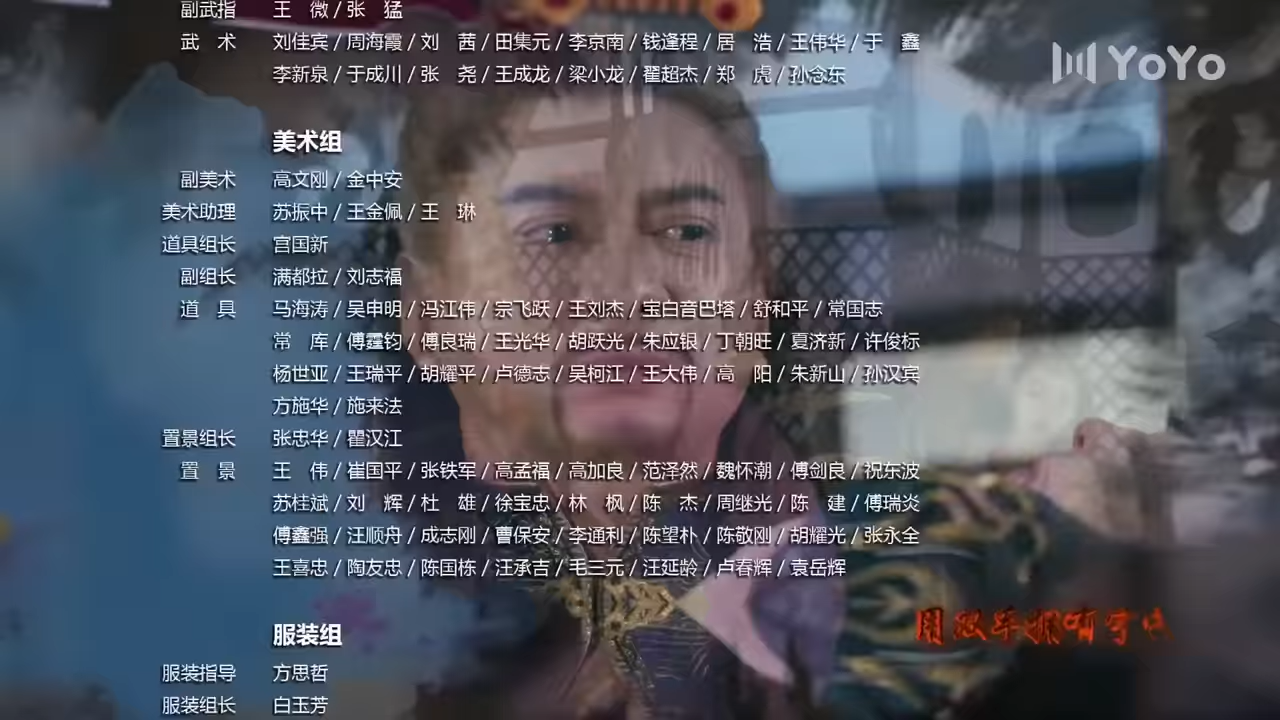 副武指 王　微 / 张　猛
武　术 刘佳宾 / 周海霞 / 刘　茜 / 田集元 / 李京南 / 钱逢程 / 居　浩 / 王伟华 / 于　鑫
李新泉 / 于成川 / 张　尧 / 王成龙 / 梁小龙 / 翟超杰 / 郑　虎 / 孙念东
YoYo
美术组
副美术 高文刚 / 金中安
美术助理 苏振中 / 王金佩 / 王　琳
道具组长 宫国新
副组长 满都拉 / 刘志福
道　具 马海涛 / 吴申明 / 冯江伟 / 宗飞跃 / 王刘杰 / 宝白音巴塔 / 舒和平 / 常国志
常　库 / 傅霆钧 / 傅良瑞 / 王光华 / 胡跃光 / 朱应银 / 丁朝旺 / 夏济新 / 许俊标
杨世亚 / 王瑞平 / 胡耀平 / 卢德志 / 吴柯江 / 王大伟 / 高　阳 / 朱新山 / 孙汉宾
方施华 / 施来法
置景组长 张忠华 / 瞿汉江
置　景 王　伟 / 崔国平 / 张铁军 / 高孟福 / 高加良 / 范泽然 / 魏怀潮 / 傅剑良 / 祝东波
苏桂斌 / 刘　辉 / 杜　雄 / 徐宝忠 / 林　枫 / 陈　杰 / 周继光 / 陈　建 / 傅瑞炎
傅鑫强 / 汪顺舟 / 成志刚 / 曹保安 / 李通利 / 陈望朴 / 陈敬刚 / 胡耀光 / 张永全
王喜忠 / 陶友忠 / 陈国栋 / 汪承吉 / 毛三元 / 汪延龄 / 卢春辉 / 袁岳辉
用双手拥有
服装组
服装指导 方思哲
服装组长 白玉芳